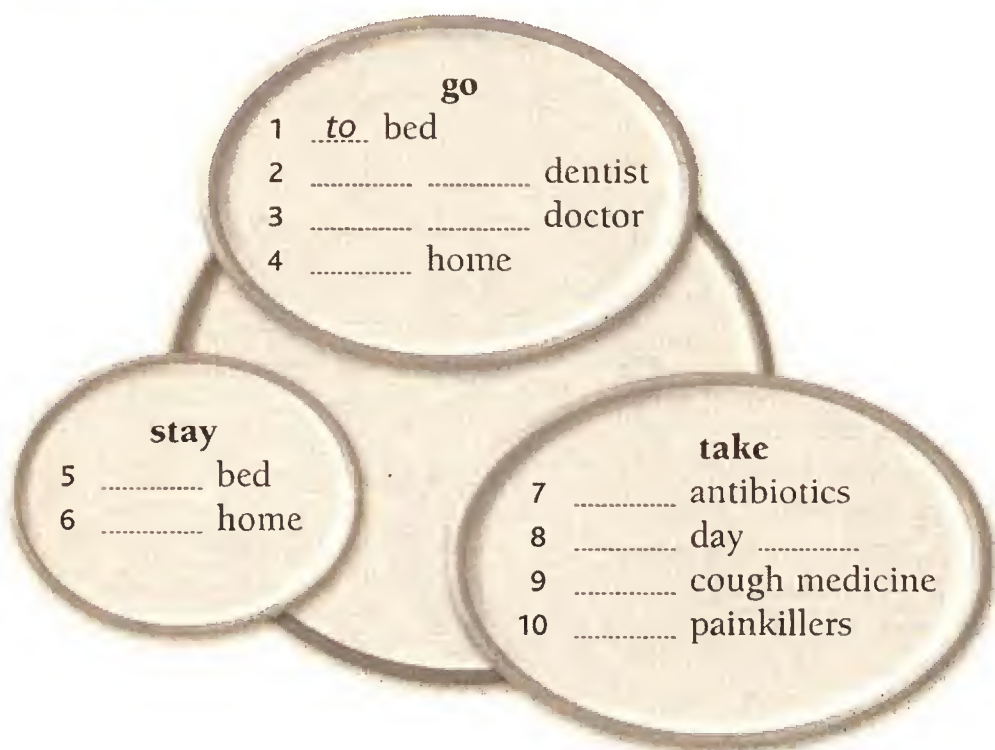 go
1 to bed
2 ............ ............ dentist
3 ............ ............ doctor
4 ............ home
stay
5 ............ bed
6 ............ home
take
7 ............ antibiotics
8 ............ day ............
9 ............ cough medicine
10 ............ painkillers